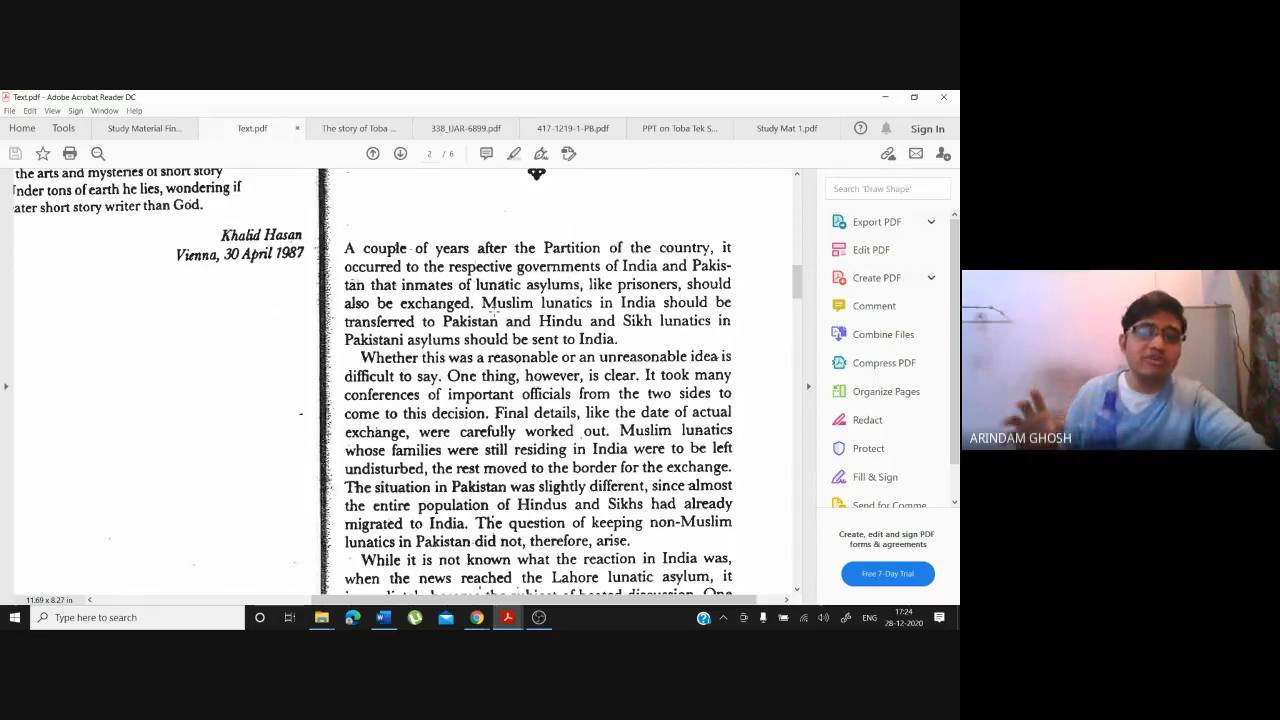 Text.pdf - Adobe Acrobat Reader DC
File Edit View Sign Window Help
Home Tools Study Material Fin... Text.pdf × The story of Toba ... 338_IJAR-6899.pdf 417-1219-1-PB.pdf PPT on Toba Tek S... Study Mat 1.pdf Sign In
2 / 6
the arts and mysteries of short story
nder tons of earth he lies, wondering if
ater short story writer than God.
Khalid Hasan
Vienna, 30 April 1987
A couple of years after the Partition of the country, it
occurred to the respective governments of India and Pakis-
tan that inmates of lunatic asylums, like prisoners, should
also be exchanged. Muslim lunatics in India should be
transferred to Pakistan and Hindu and Sikh lunatics in
Pakistani asylums should be sent to India.
Whether this was a reasonable or an unreasonable idea is
difficult to say. One thing, however, is clear. It took many
conferences of important officials from the two sides to
come to this decision. Final details, like the date of actual
exchange, were carefully worked out. Muslim lunatics
whose families were still residing in India were to be left
undisturbed, the rest moved to the border for the exchange.
The situation in Pakistan was slightly different, since almost
the entire population of Hindus and Sikhs had already
migrated to India. The question of keeping non-Muslim
lunatics in Pakistan did not, therefore, arise.
While it is not known what the reaction in India was,
when the news reached the Lahore lunatic asylum, it
subject of heated discussion. One
11.69 x 8.27 in
Search 'Draw Shape'
Export PDF
Edit PDF
Create PDF
Comment
Combine Files
Compress PDF
Organize Pages
Redact
Protect
Fill & Sign
Send for Comme
Create, edit and sign PDF
forms & agreements
Free 7-Day Trial
ARINDAM GHOSH
Type here to search
ENG
17:24
28-12-2020